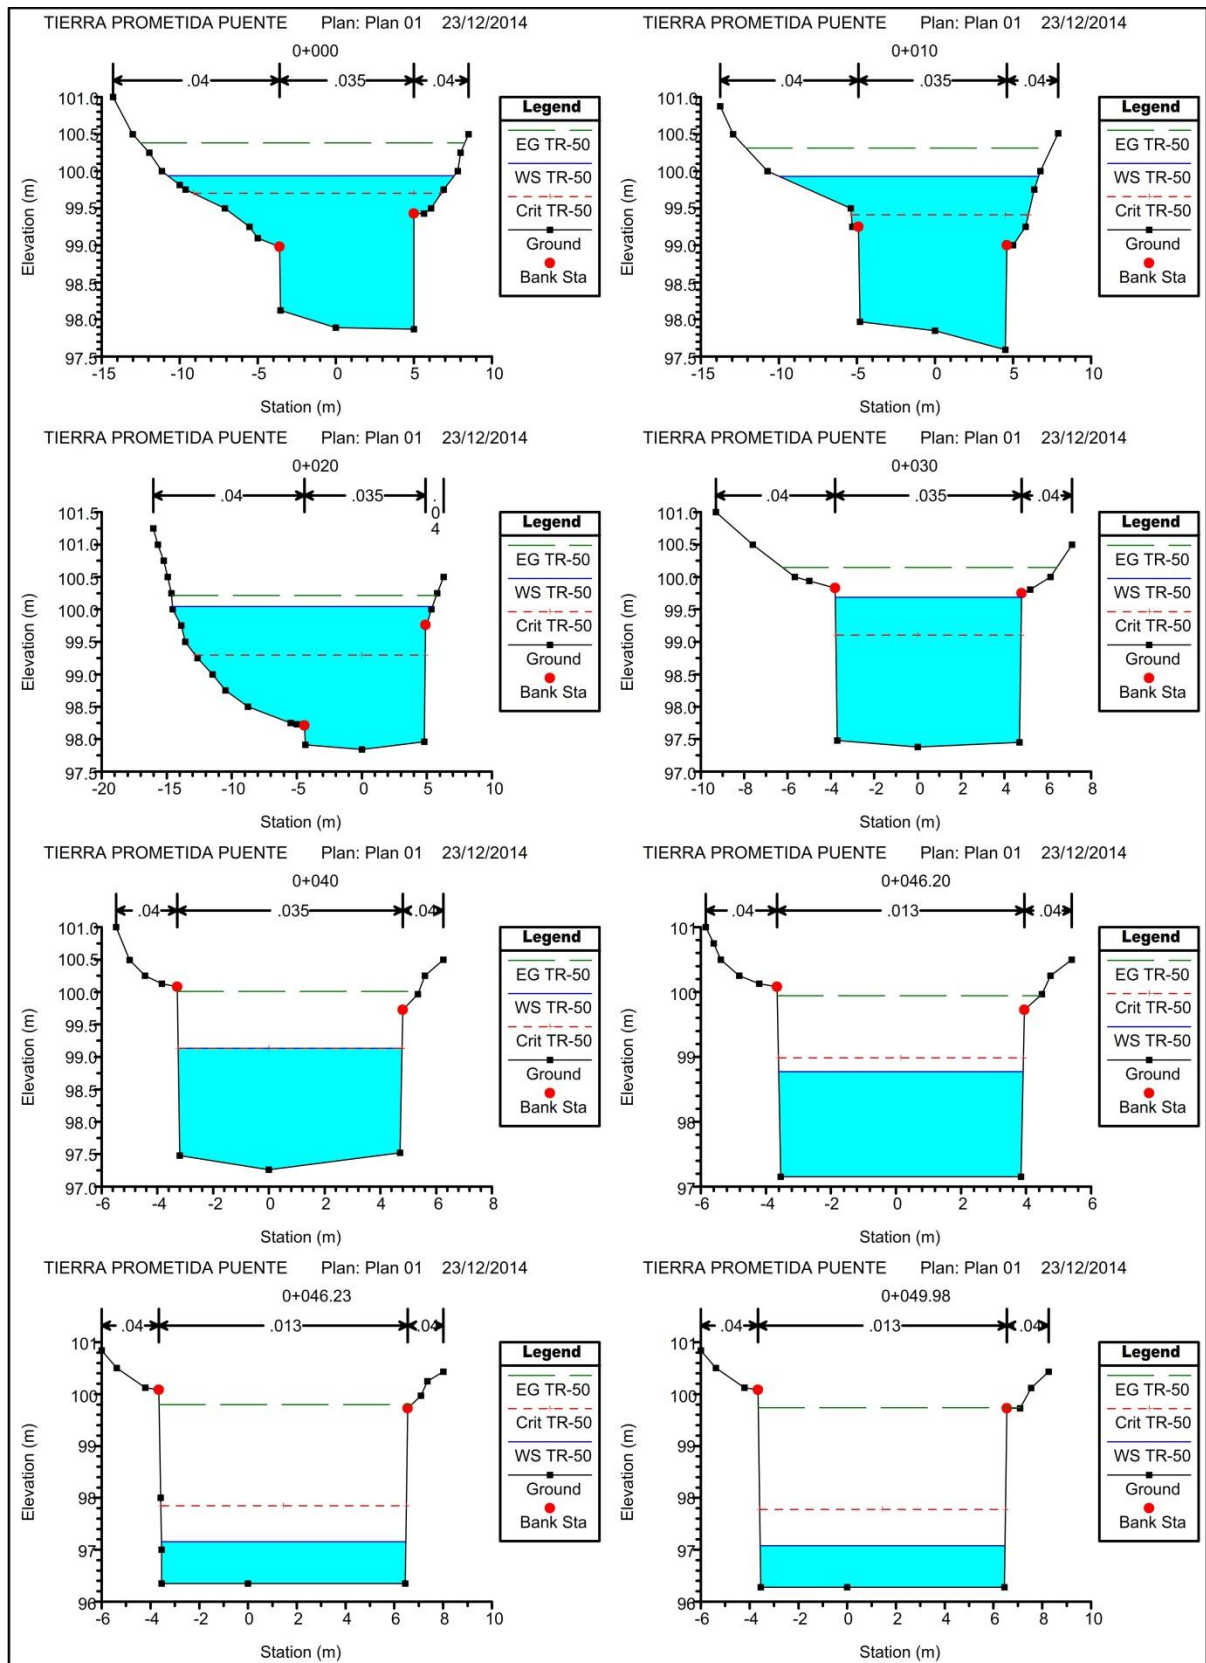 TIERRA PROMETIDA PUENTE Plan: Plan 01 23/12/2014
0+000
.04 .035 .04
101.0
100.5
100.0
99.5
99.0
98.5
98.0
97.5
Elevation (m)
-15 -10 -5 0 5 10
Station (m)
Legend
EG TR-50
WS TR-50
Crit TR-50
Ground
Bank Sta
TIERRA PROMETIDA PUENTE Plan: Plan 01 23/12/2014
0+010
.04 .035 .04
101.0
100.5
100.0
99.5
99.0
98.5
98.0
97.5
Elevation (m)
-15 -10 -5 0 5 10
Station (m)
Legend
EG TR-50
WS TR-50
Crit TR-50
Ground
Bank Sta
TIERRA PROMETIDA PUENTE Plan: Plan 01 23/12/2014
0+020
.04 .035 .04
101.5
101.0
100.5
100.0
99.5
99.0
98.5
98.0
97.5
Elevation (m)
-20 -15 -10 -5 0 5 10
Station (m)
Legend
EG TR-50
WS TR-50
Crit TR-50
Ground
Bank Sta
TIERRA PROMETIDA PUENTE Plan: Plan 01 23/12/2014
0+030
.04 .035 .04
101.0
100.5
100.0
99.5
99.0
98.5
98.0
97.5
97.0
Elevation (m)
-10 -8 -6 -4 -2 0 2 4 6 8
Station (m)
Legend
EG TR-50
WS TR-50
Crit TR-50
Ground
Bank Sta
TIERRA PROMETIDA PUENTE Plan: Plan 01 23/12/2014
0+040
.04 .035 .04
101.0
100.5
100.0
99.5
99.0
98.5
98.0
97.5
97.0
Elevation (m)
-6 -4 -2 0 2 4 6 8
Station (m)
Legend
EG TR-50
WS TR-50
Crit TR-50
Ground
Bank Sta
TIERRA PROMETIDA PUENTE Plan: Plan 01 23/12/2014
0+046.20
.04 .013 .04
101
100
99
98
97
Elevation (m)
-6 -4 -2 0 2 4 6
Station (m)
Legend
EG TR-50
Crit TR-50
WS TR-50
Ground
Bank Sta
TIERRA PROMETIDA PUENTE Plan: Plan 01 23/12/2014
0+046.23
.04 .013 .04
101
100
99
98
97
96
Elevation (m)
-6 -4 -2 0 2 4 6 8 10
Station (m)
Legend
EG TR-50
Crit TR-50
WS TR-50
Ground
Bank Sta
TIERRA PROMETIDA PUENTE Plan: Plan 01 23/12/2014
0+049.98
.04 .013 .04
101
100
99
98
97
96
Elevation (m)
-6 -4 -2 0 2 4 6 8 10
Station (m)
Legend
EG TR-50
Crit TR-50
WS TR-50
Ground
Bank Sta